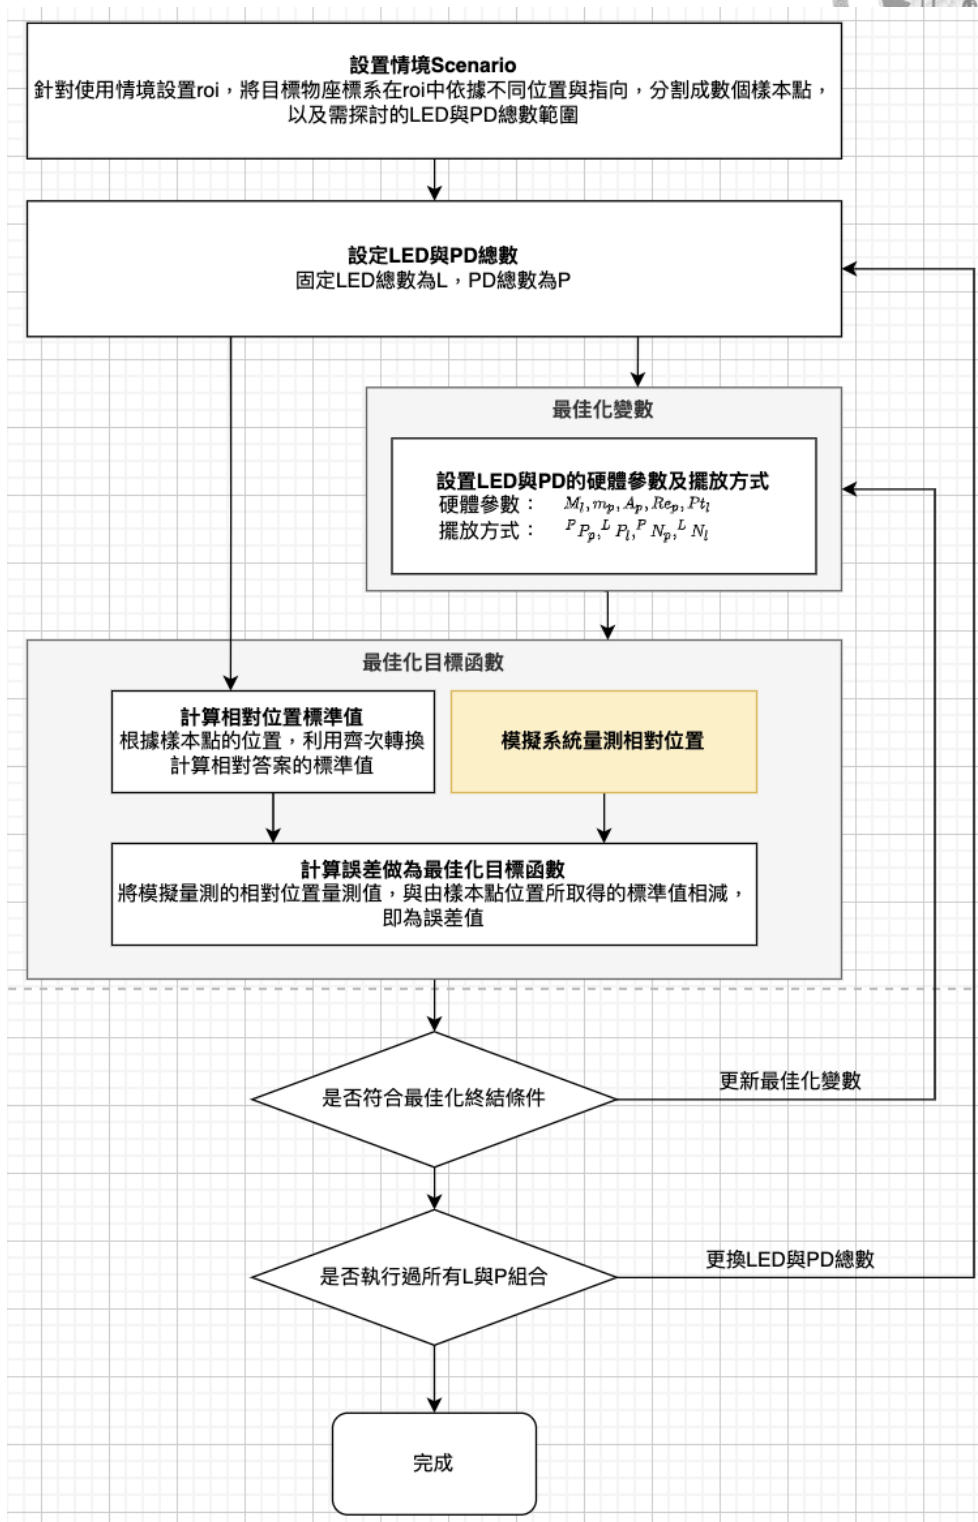 設置情境Scenario
針對使用情境設置roi，將目標物座標系在roi中依據不同位置與指向，分割成數個樣本點，
以及需探討的LED與PD總數範圍
設定LED與PD總數
固定LED總數為L，PD總數為P
最佳化變數
設置LED與PD的硬體參數及擺放方式
硬體參數： M_l, m_p, A_p, Re_p, Pt_l
擺放方式： ^P P_p, ^L P_l, ^P N_p, ^L N_l
最佳化目標函數
計算相對位置標準值
根據樣本點的位置，利用齊次轉換
計算相對答案的標準值
模擬系統量測相對位置
計算誤差做為最佳化目標函數
將模擬量測的相對位置量測值，與由樣本點位置所取得的標準值相減，
即為誤差值
是否符合最佳化終結條件
更新最佳化變數
是否執行過所有L與P組合
更換LED與PD總數
完成